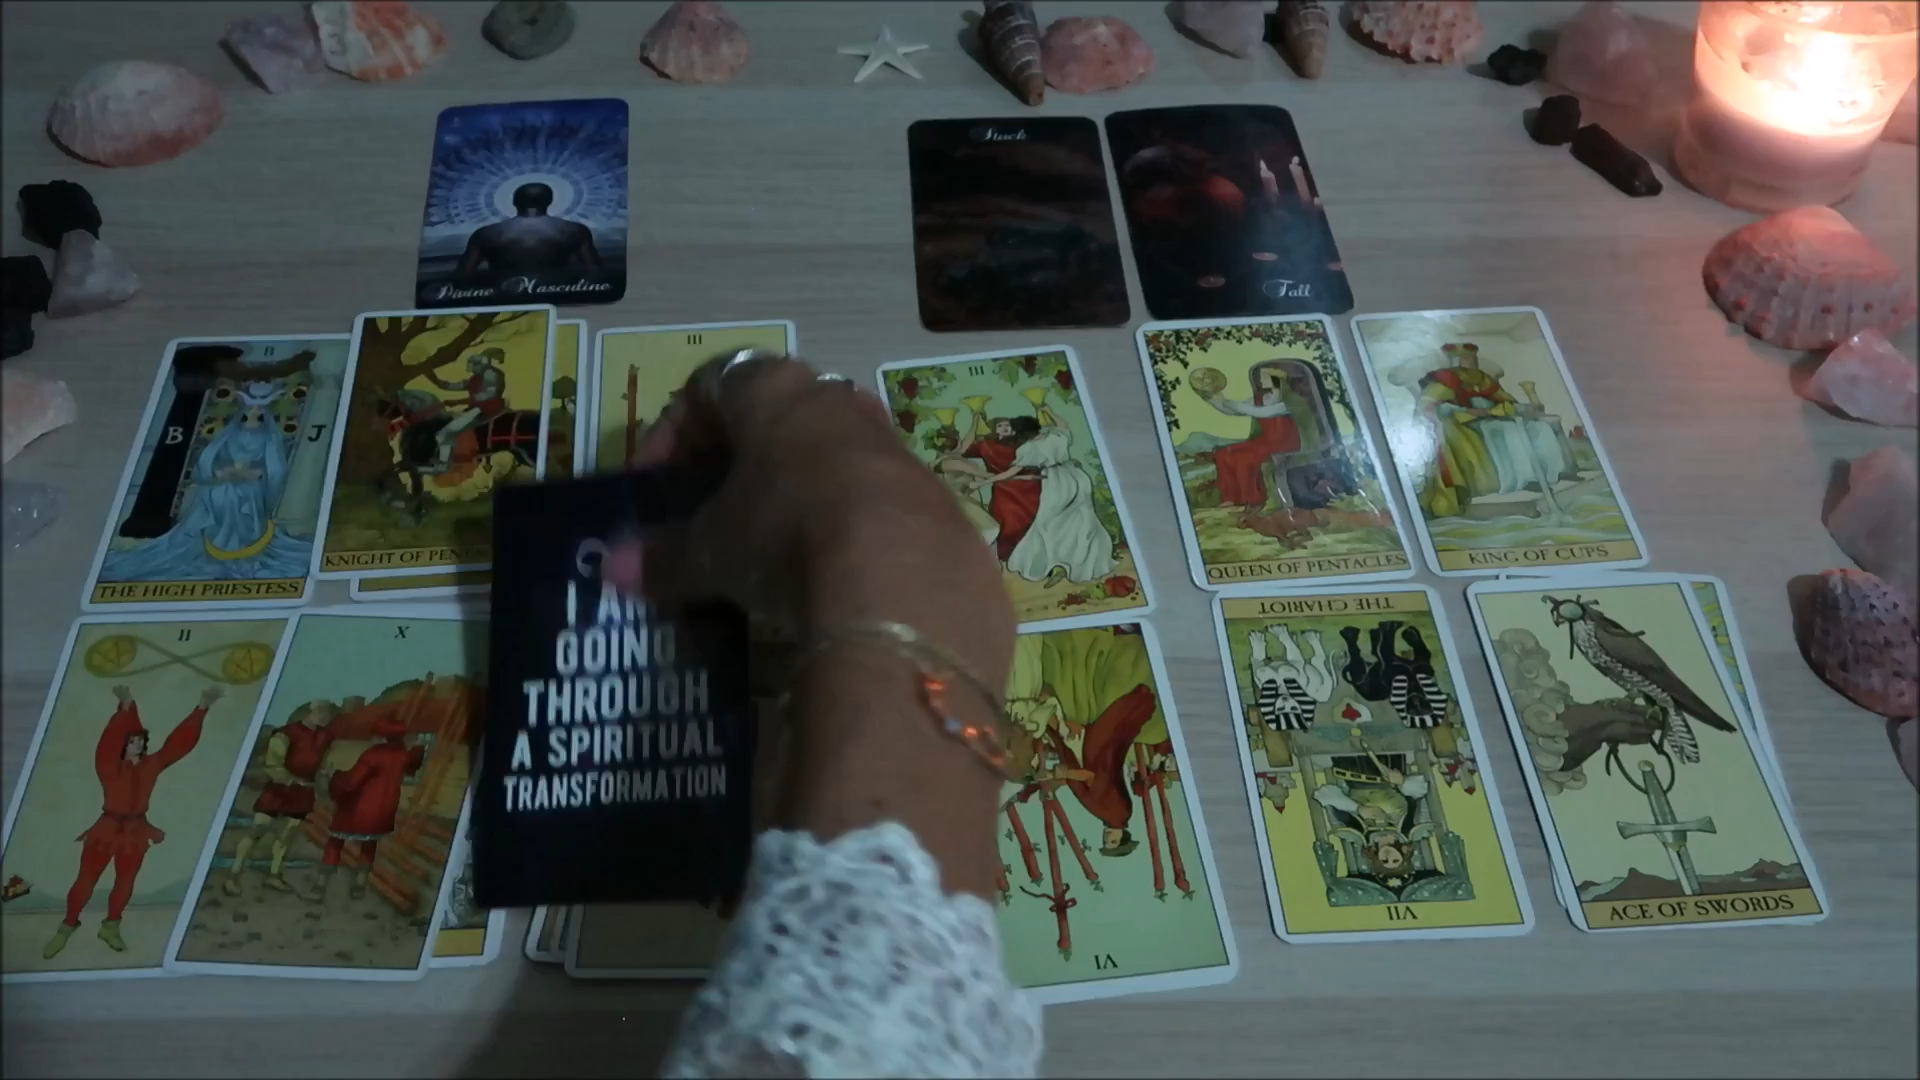 Stuck
Divine Masculine
Fall
II
B J
THE HIGH PRIESTESS
KNIGHT OF PEN
III
III
QUEEN OF PENTACLES
KING OF CUPS
II
X
I AM
GOING
THROUGH
A SPIRITUAL
TRANSFORMATION
VI
THE CHARIOT
VII
ACE OF SWORDS